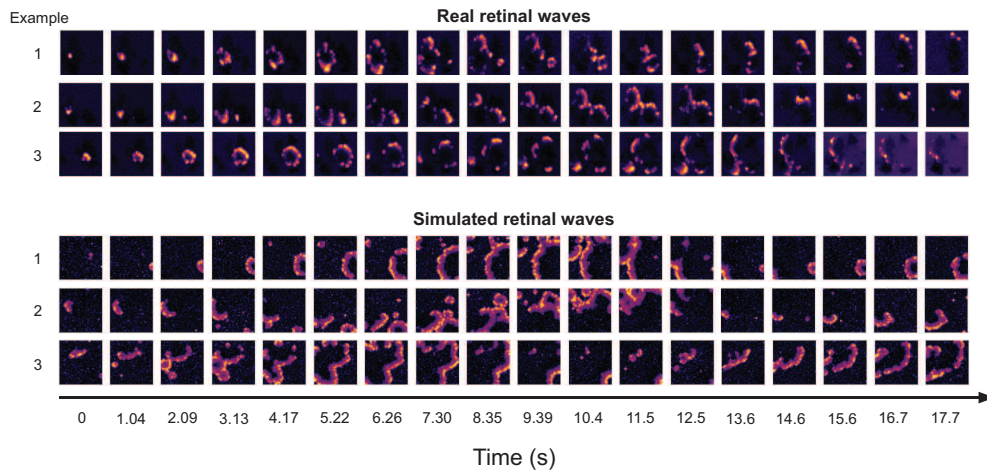 Example
Real retinal waves
1
2
3
Simulated retinal waves
1
2
3
0 1.04 2.09 3.13 4.17 5.22 6.26 7.30 8.35 9.39 10.4 11.5 12.5 13.6 14.6 15.6 16.7 17.7
Time (s)